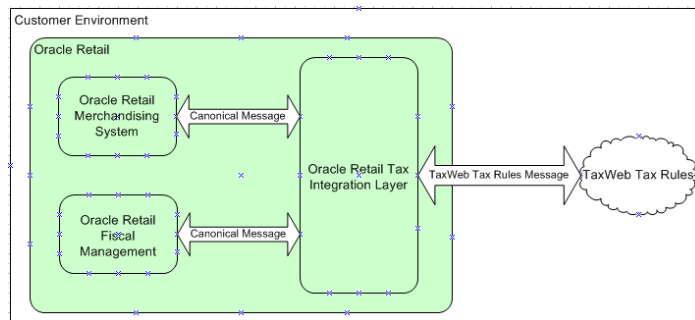 Customer Environment
Oracle Retail
Oracle Retail
Merchandising
System
Canonical Message
Oracle Retail Tax
Integration Layer
TaxWeb Tax Rules Message
TaxWeb Tax Rules
Oracle Retail
Fiscal
Management
Canonical Message